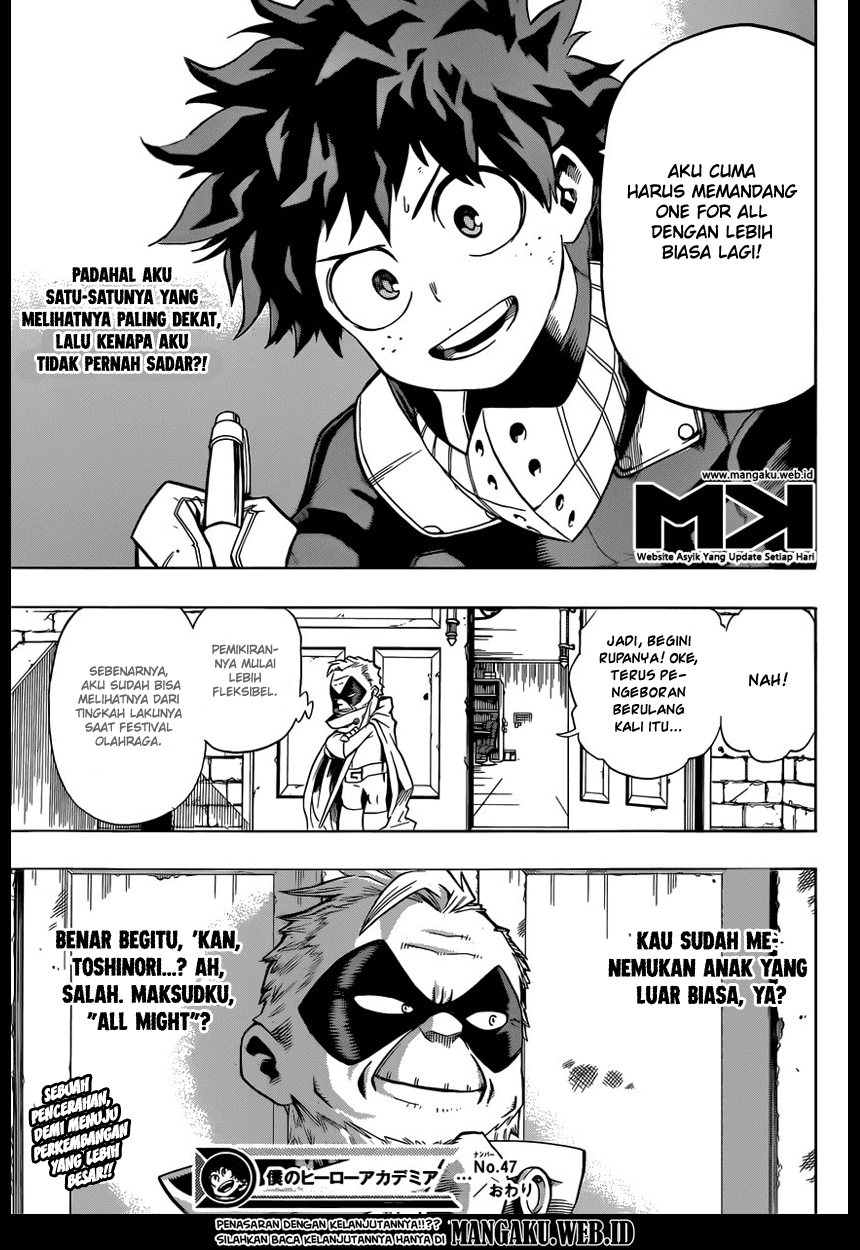 AKU CUMA
HARUS MEMANDANG
ONE FOR ALL
DENGAN LEBIH
BIASA LAGI!
PADAHAL AKU
SATU-SATUNYA YANG
MELIHATNYA PALING DEKAT,
LALU KENAPA AKU
TIDAK PERNAH SADAR?!
www.mangaku.web.id
MK
Website Asyik Yang Update Setiap Hari
NAH!
JADI, BEGINI
RUPANYA! OKE,
TERUS PE-
NGEBORAN
BERULANG
KALI ITU...
PEMIKIRAN-
NYA MULAI
LEBIH
FLEKSIBEL.
SEBENARNYA,
AKU SUDAH BISA
MELIHATNYA DARI
TINGKAH LAKUNYA
SAAT FESTIVAL
OLAHRAGA.
KAU SUDAH ME-
NEMUKAN ANAK YANG
LUAR BIASA, YA?
BENAR BEGITU, 'KAN,
TOSHINORI...? AH,
SALAH. MAKSUDKU,
"ALL MIGHT"?
SEBUAH
PENCERAHAN,
DEMI MENUJU
PERKEMBANGAN
YANG LEBIH
BESAR!!
僕のヒーローアカデミア
...
ナンバー
No.47
/おわり
PENASARAN DENGAN KELANJUTANNYA!!??
SILAHKAN BACA KELANJUTANNYA HANYA DI
MANGAKU.WEB.ID